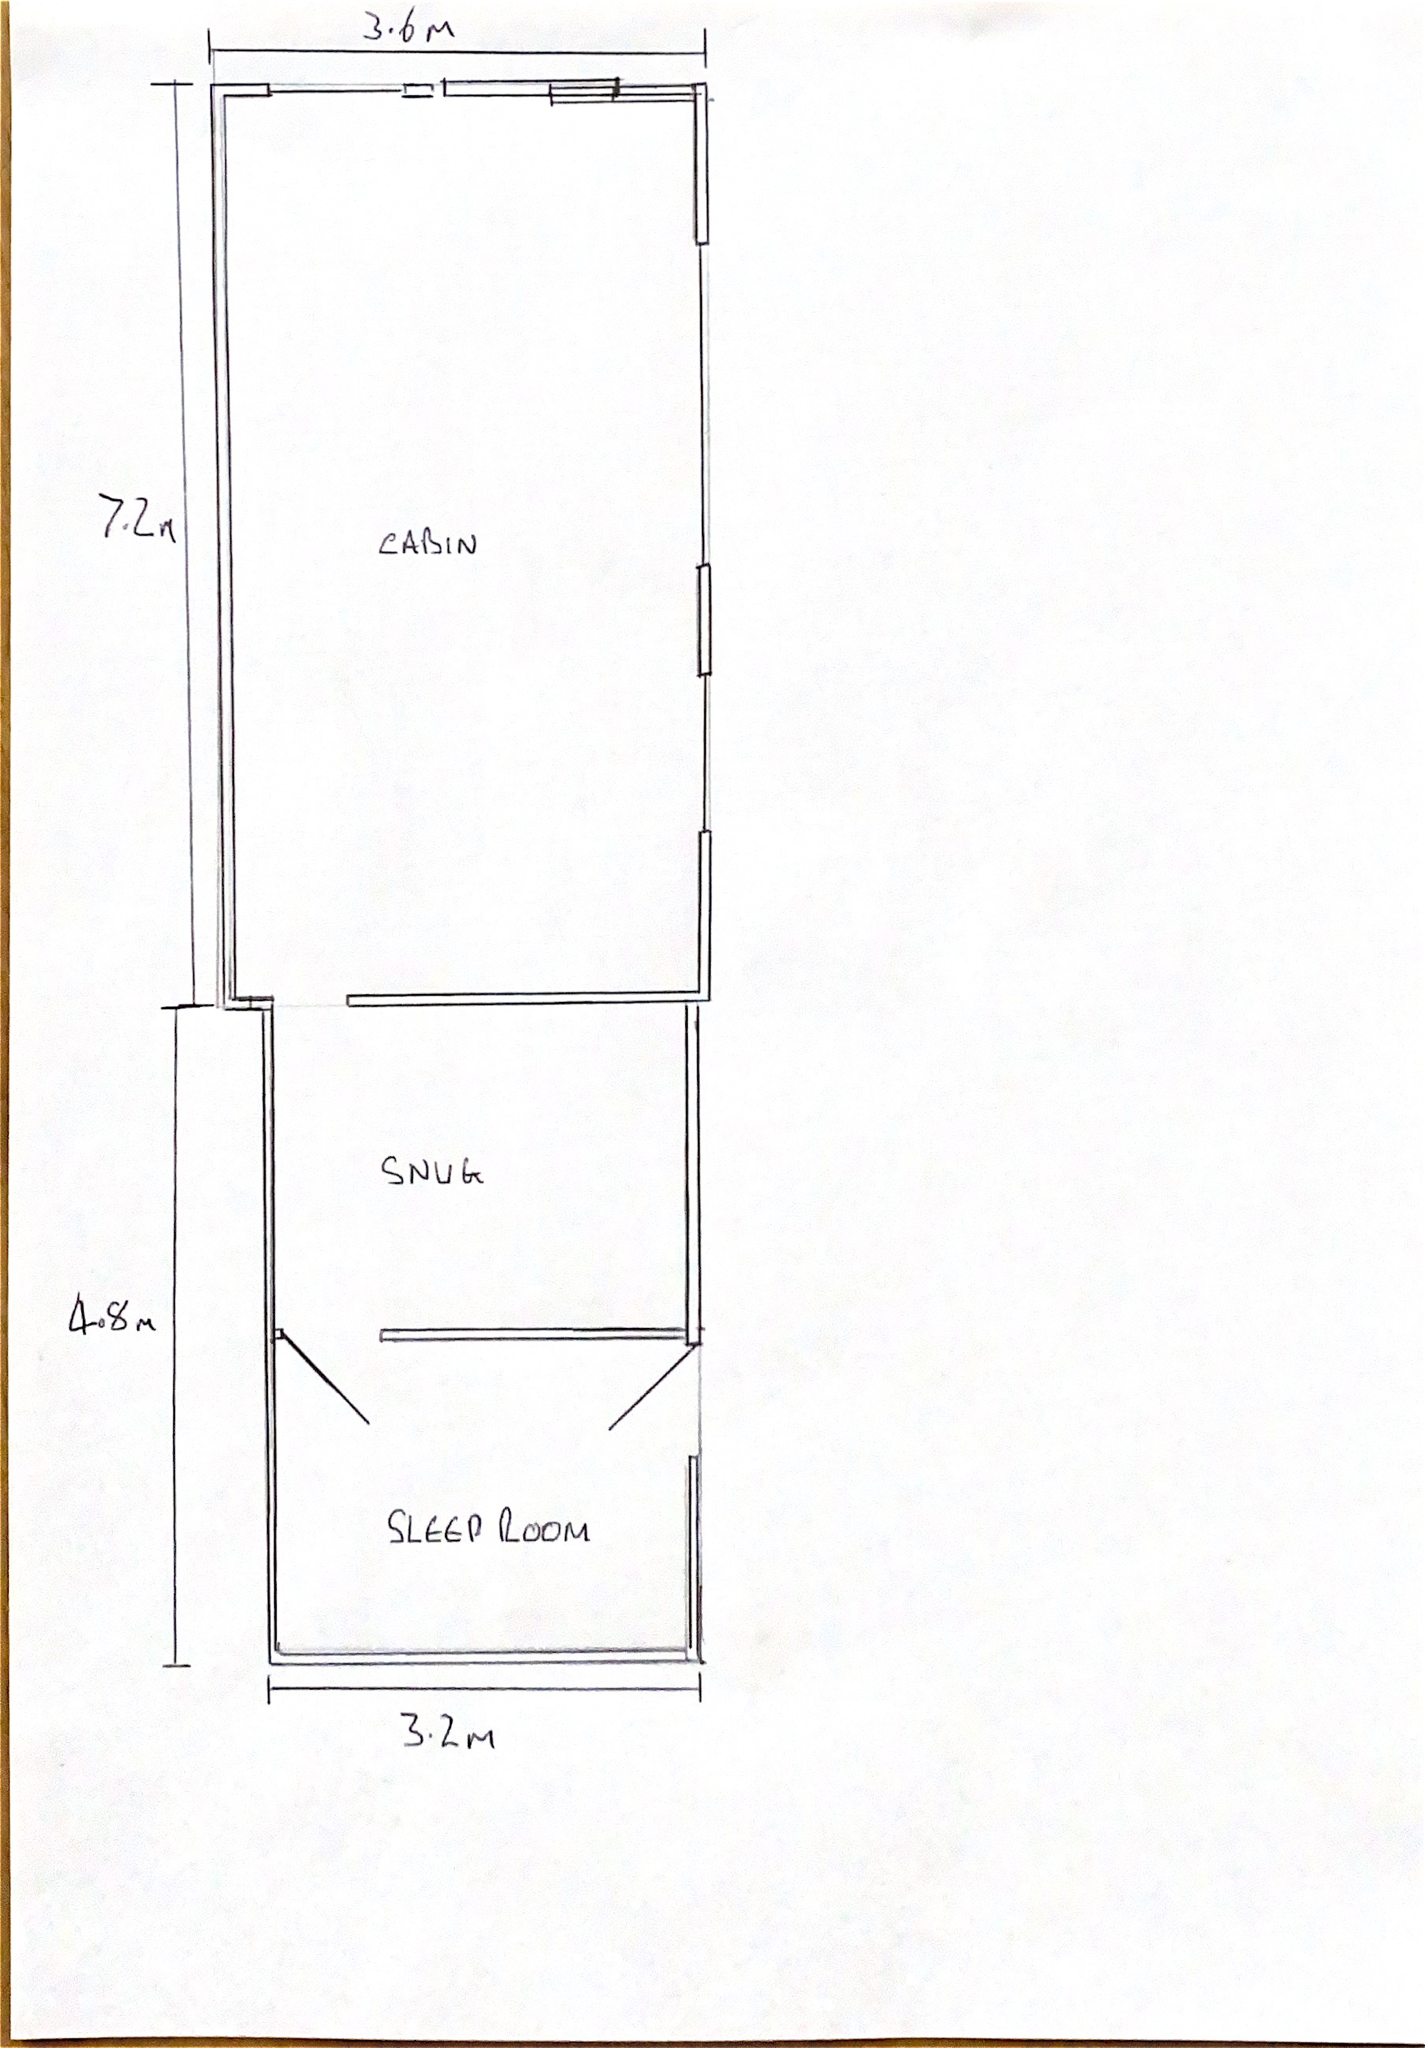 3.6M
7.2M
CABIN
SNUG
4.8M
SLEEP ROOM
3.2M